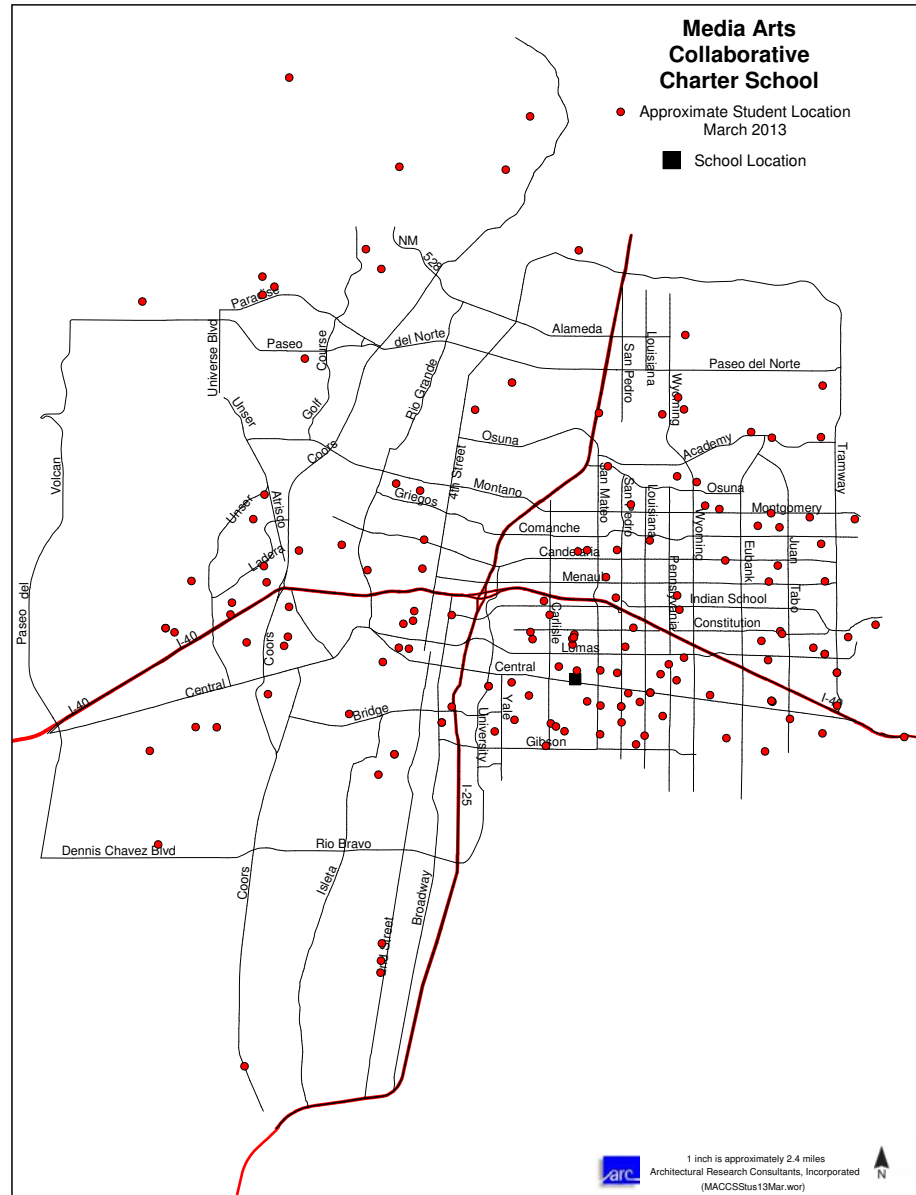 Media Arts
Collaborative
Charter School
Approximate Student Location
March 2013
School Location
NM
528
Paradise
Universe Blvd
Paseo
del Norte
Course
Golf
Alameda
Louisiana
San Pedro
Wyoming
Paseo del Norte
Rio Grande
Unser
Coors
Osuna
4th Street
Academy
Tramway
Volcan
Montano
Griegos
San Mateo
San Pedro
Louisiana
Osuna
Montgomery
Unser
Atrisco
Ladera
Comanche
Wyoming
Candelaria
Eubank
Juan
Menaul
Pennsylvania
Tabo
Indian School
Paseo del
Carlisle
Constitution
I-40
Coors
Lomas
Central
Central
I-40
I-40
Bridge
University
Yale
Gibson
I-25
Dennis Chavez Blvd
Rio Bravo
Coors
Isleta
Broadway
Street
1 inch is approximately 2.4 miles
arc
Architectural Research Consultants, Incorporated
N
(MACCSStus13Mar.wor)